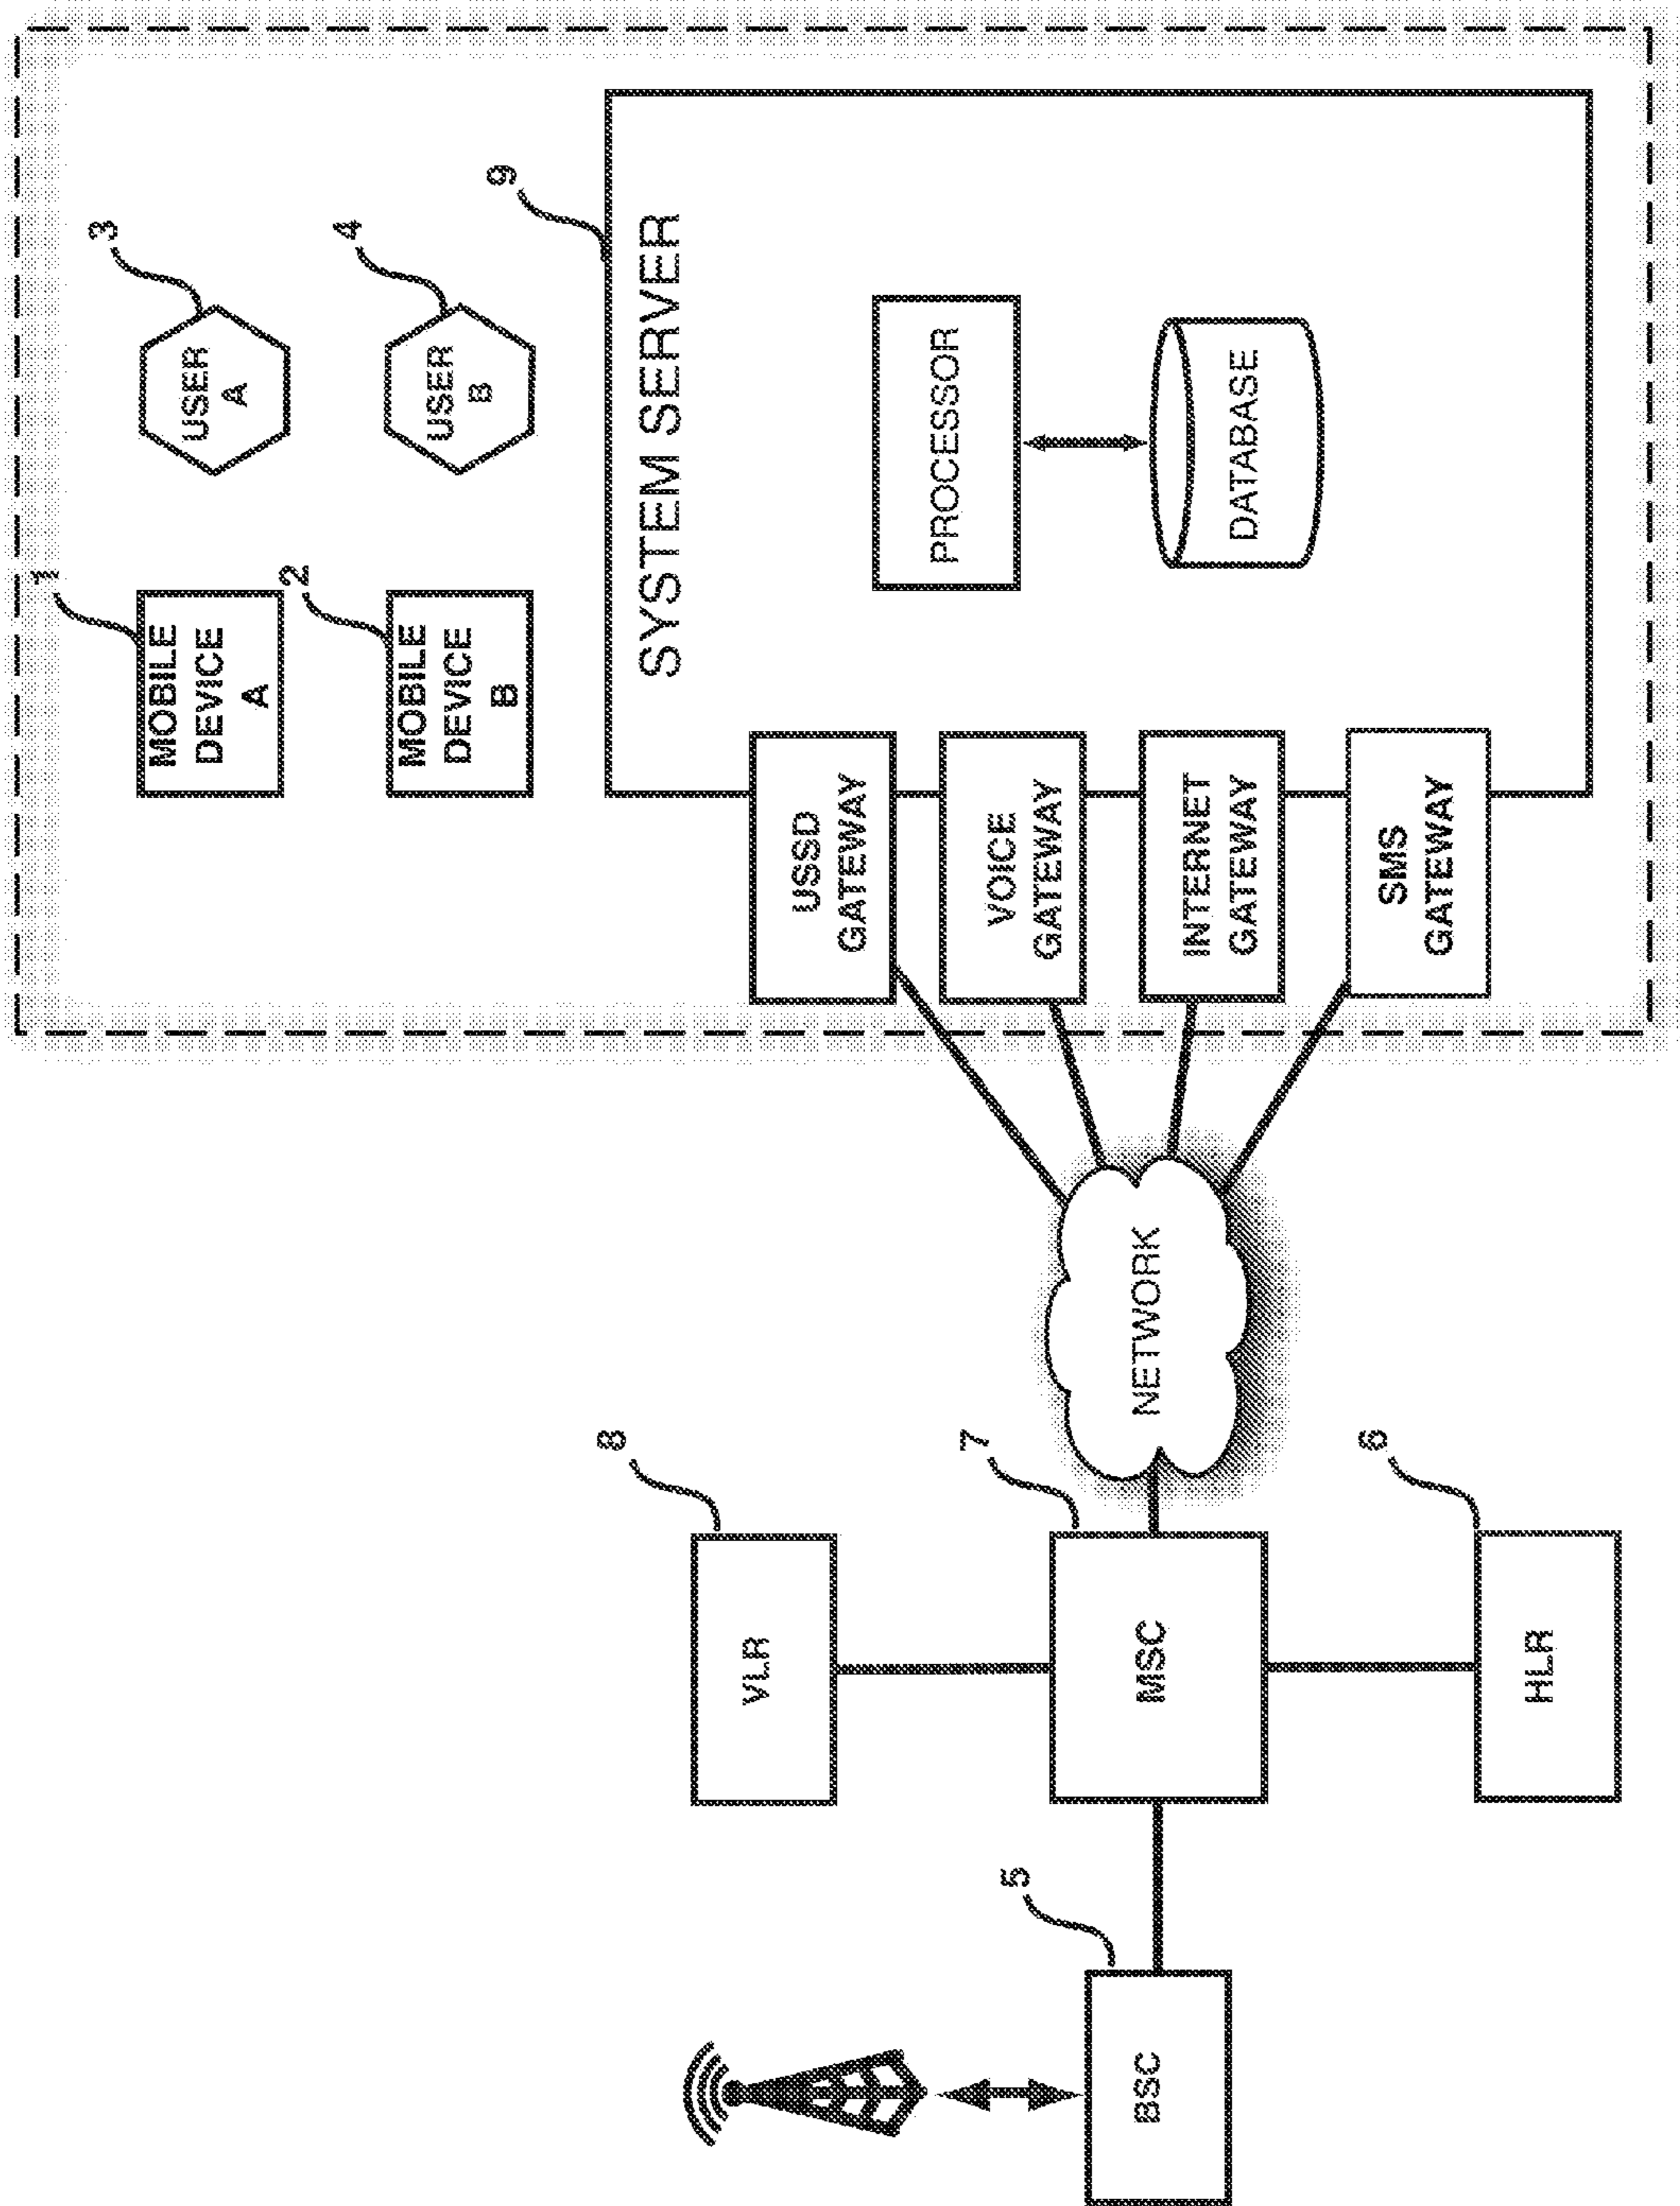 1
MOBILE
DEVICE
A
3
USER
A
2
MOBILE
DEVICE
B
4
USER
B
9
SYSTEM SERVER
USSD
GATEWAY
VOICE
GATEWAY
INTERNET
GATEWAY
SMS
GATEWAY
PROCESSOR
DATABASE
NETWORK
8
VLR
7
MSC
6
HLR
5
BSC